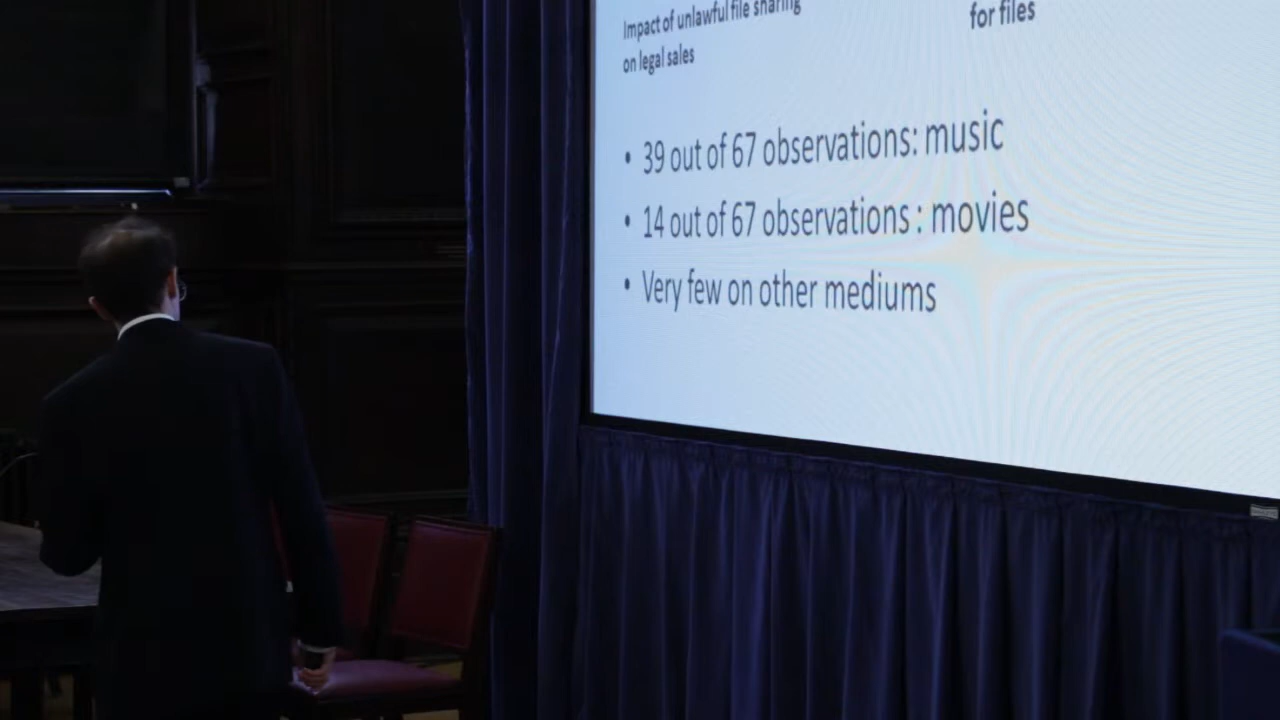 Impact of unlawful file sharing
on legal sales
for files
• 39 out of 67 observations: music
• 14 out of 67 observations : movies
• Very few on other mediums